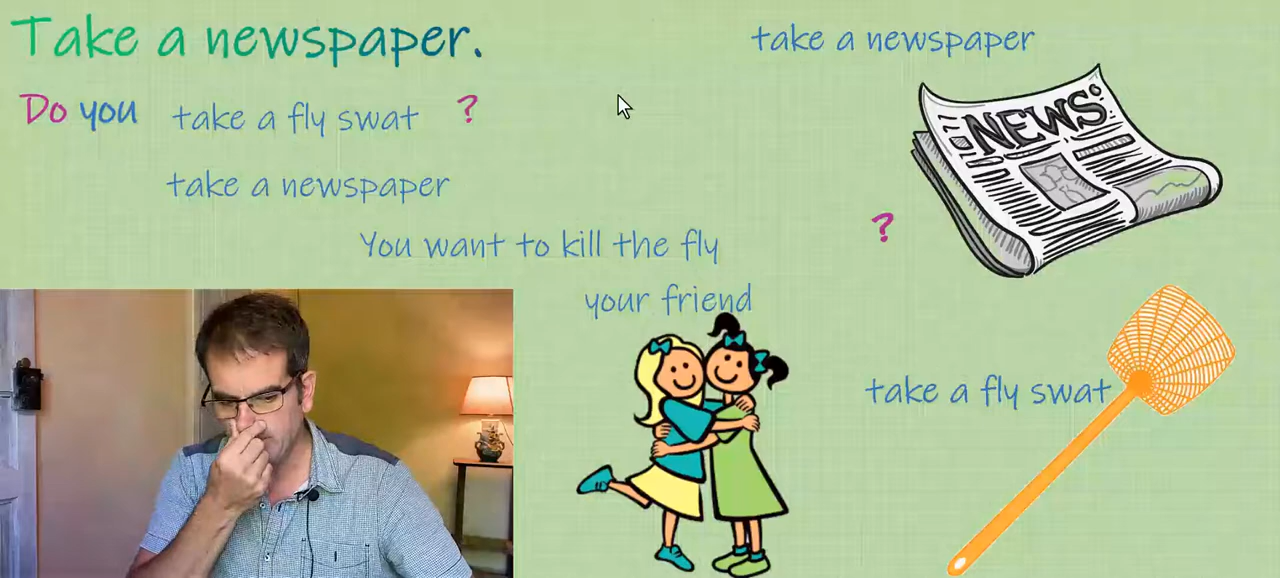 Take a newspaper.
take a newspaper
NEWS
Do you take a fly swat ?
take a newspaper
?
You want to kill the fly
your friend
take a fly swat